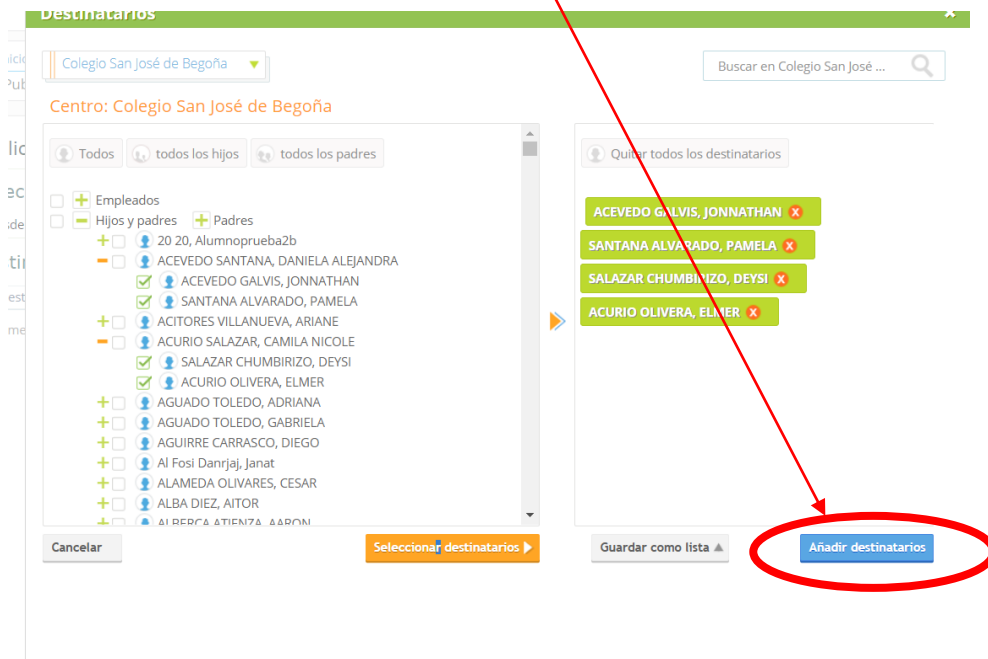 Destinatarios
Colegio San José de Begoña
Buscar en Colegio San José ...
Centro: Colegio San José de Begoña
Todos
todos los hijos
todos los padres
Quitar todos los destinatarios
Empleados
Hijos y padres
Padres
20 20, Alumnoprueba2b
ACEVEDO SANTANA, DANIELA ALEJANDRA
ACEVEDO GALVIS, JONNATHAN
SANTANA ALVARADO, PAMELA
ACITORES VILLANUEVA, ARIANE
ACURIO SALAZAR, CAMILA NICOLE
SALAZAR CHUMBIRIZO, DEYSI
ACURIO OLIVERA, ELMER
AGUADO TOLEDO, ADRIANA
AGUADO TOLEDO, GABRIELA
AGUIRRE CARRASCO, DIEGO
Al Fosi Danrjaj, Janat
ALAMEDA OLIVARES, CESAR
ALBA DIEZ, AITOR
ALBERCA ATIENZA, AARON
ACEVEDO GALVIS, JONNATHAN
SANTANA ALVARADO, PAMELA
SALAZAR CHUMBIRIZO, DEYSI
ACURIO OLIVERA, ELMER
Cancelar
Seleccionar destinatarios
Guardar como lista
Añadir destinatarios